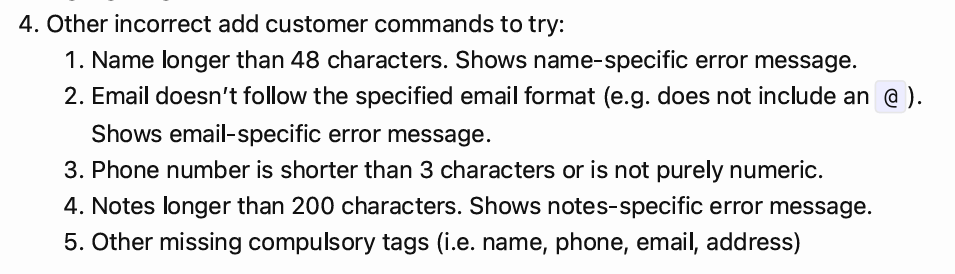 4. Other incorrect add customer commands to try:
1. Name longer than 48 characters. Shows name-specific error message.
2. Email doesn't follow the specified email format (e.g. does not include an @).
Shows email-specific error message.
3. Phone number is shorter than 3 characters or is not purely numeric.
4. Notes longer than 200 characters. Shows notes-specific error message.
5. Other missing compulsory tags (i.e. name, phone, email, address)